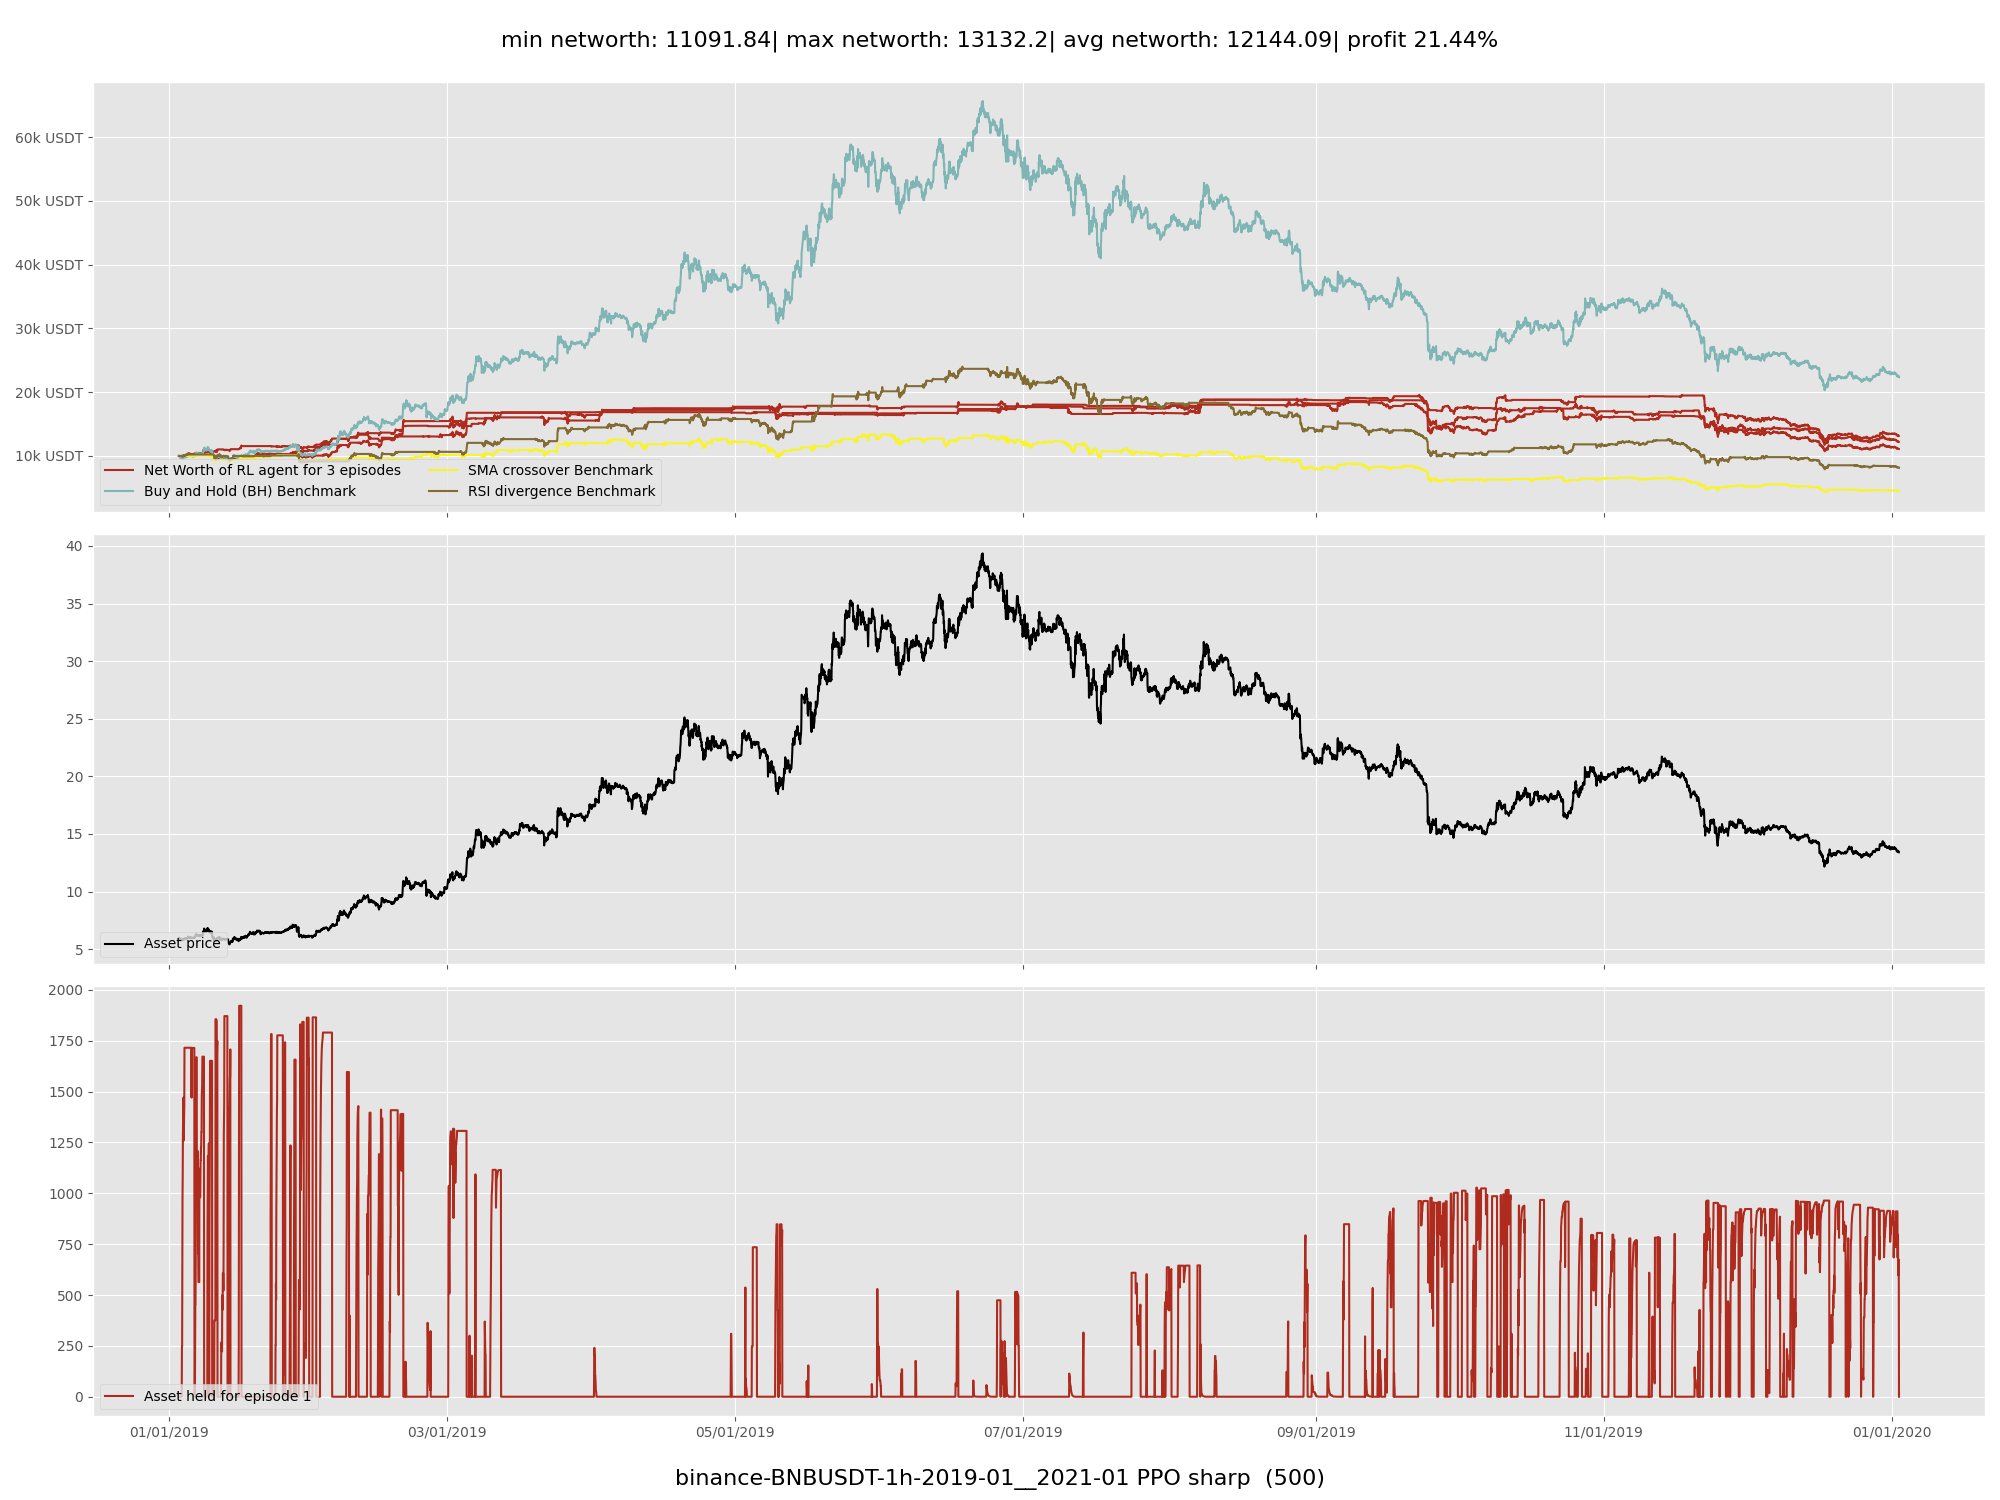 min networth: 11091.84| max networth: 13132.2| avg networth: 12144.09| profit 21.44%
60k USDT
50k USDT
40k USDT
30k USDT
20k USDT
10k USDT
Net Worth of RL agent for 3 episodes
Buy and Hold (BH) Benchmark
SMA crossover Benchmark
RSI divergence Benchmark
40
35
30
25
20
15
10
5
Asset price
2000
1750
1500
1250
1000
750
500
250
0
Asset held for episode 1
01/01/2019 03/01/2019 05/01/2019 07/01/2019 09/01/2019 11/01/2019 01/01/2020
binance-BNBUSDT-1h-2019-01__2021-01 PPO sharp (500)